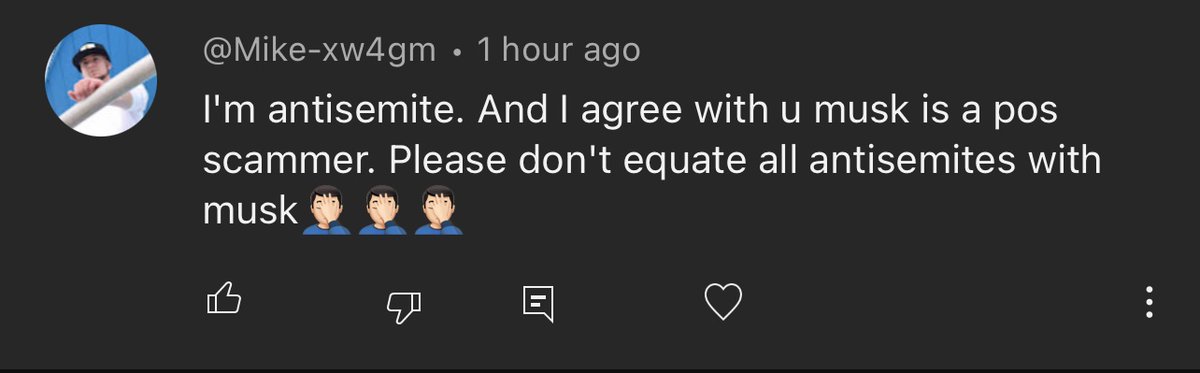 @Mike-xw4gm • 1 hour ago
I'm antisemite. And I agree with u musk is a pos
scammer. Please don't equate all antisemites with
musk🤦🏻‍♂️🤦🏻‍♂️🤦🏻‍♂️